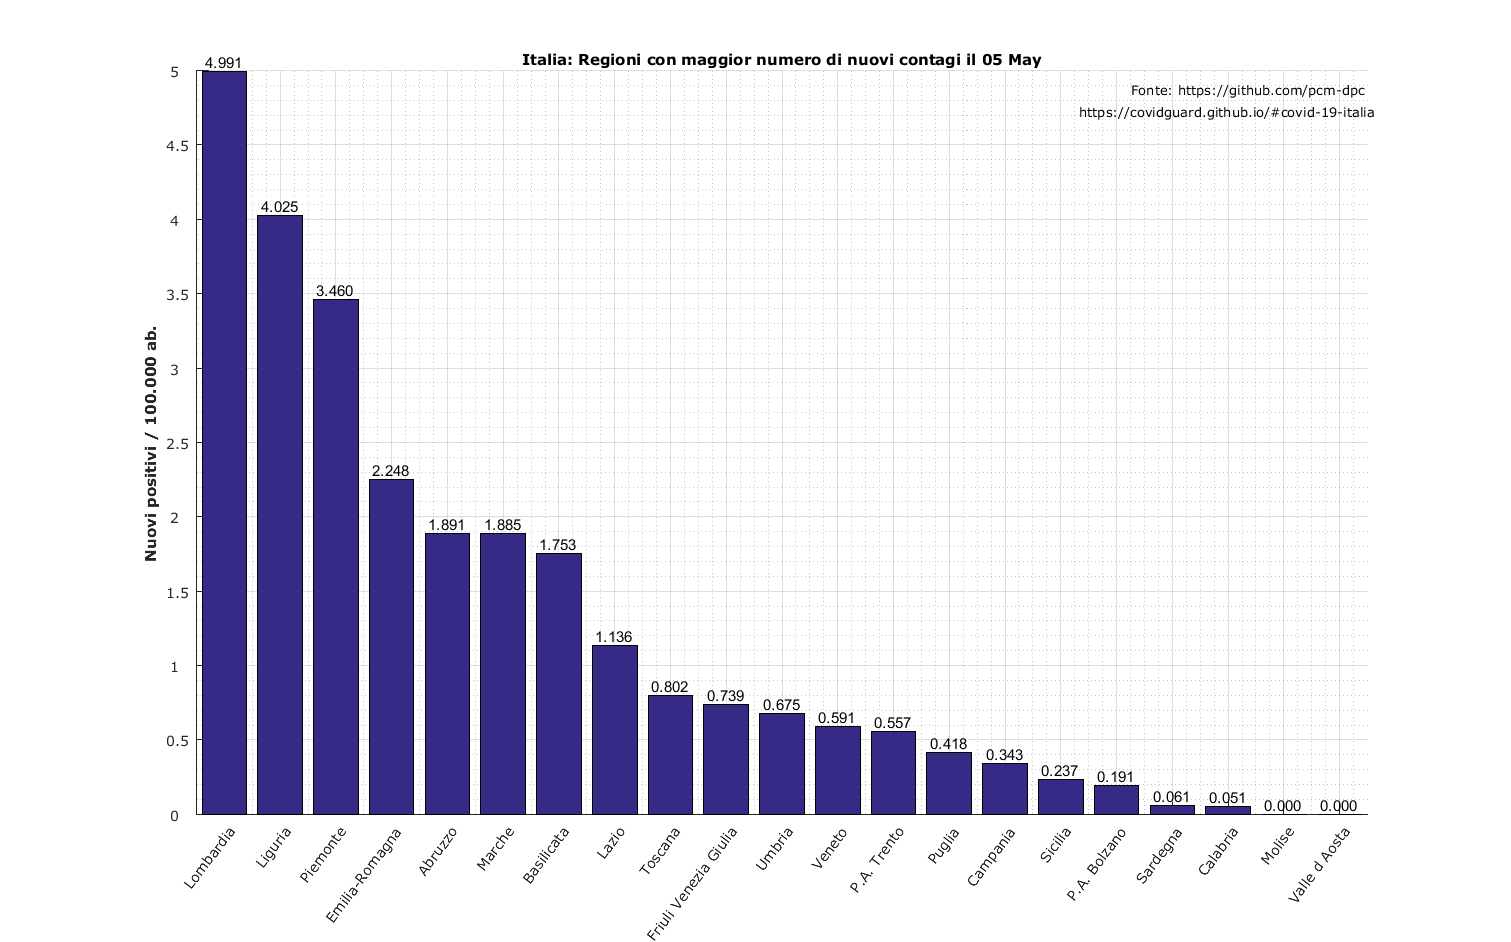 Italia: Regioni con maggior numero di nuovi contagi il 05 May
Fonte: https://github.com/pcm-dpc
https://covidguard.github.io/#covid-19-italia
Nuovi positivi / 100.000 ab.
5
4.5
4
3.5
3
2.5
2
1.5
1
0.5
0
4.991
4.025
3.460
2.248
1.891
1.885
1.753
1.136
0.802
0.739
0.675
0.591
0.557
0.418
0.343
0.237
0.191
0.061
0.051
0.000
0.000
Lombardia
Liguria
Piemonte
Emilia-Romagna
Abruzzo
Marche
Basilicata
Lazio
Toscana
Friuli Venezia Giulia
Umbria
Veneto
P.A. Trento
Puglia
Campania
Sicilia
P.A. Bolzano
Sardegna
Calabria
Molise
Valle d Aosta